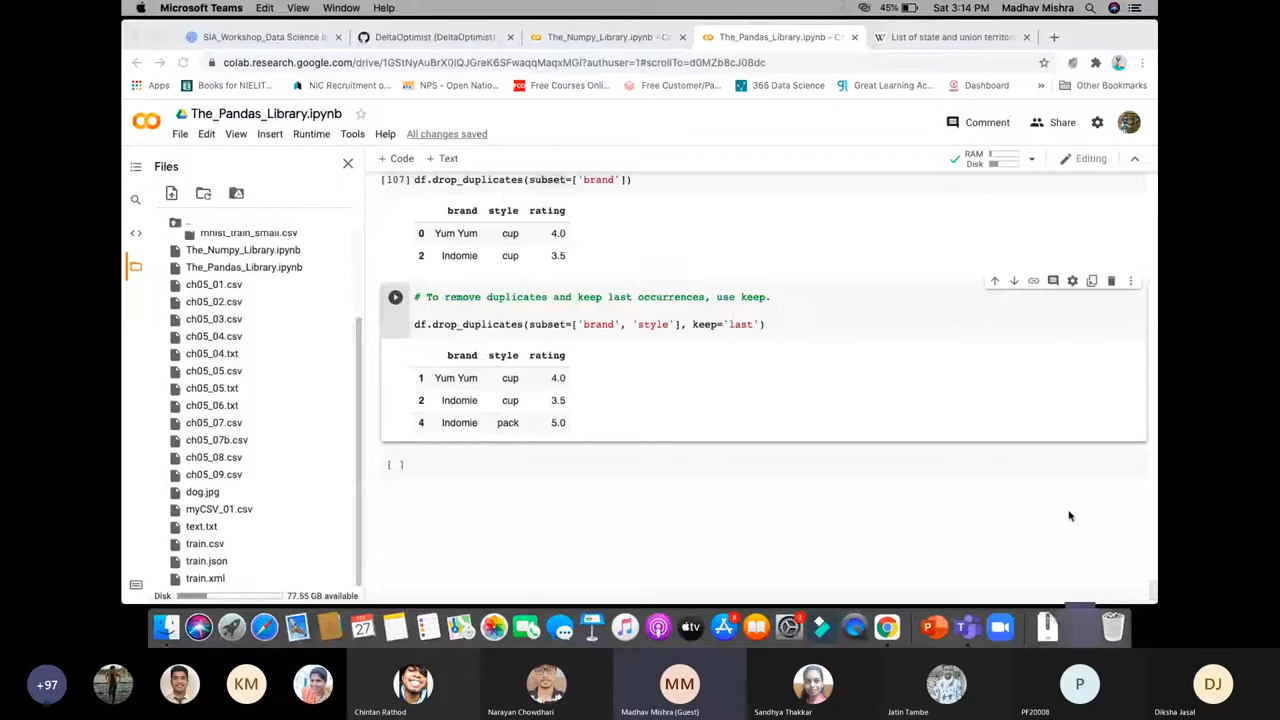 Microsoft Teams Edit View Window Help 45% Sat 3:14 PM Madhav Mishra
SIA_Workshop_Data Science b DeltaOptimist (DeltaOptimist) The_Numpy_Library.ipynb - Co The_Pandas_Library.ipynb - C List of state and union territor
colab.research.google.com/drive/1GStNyAuBrX0IQJGreK6SFwaqqMaqxMGI?authuser=1#scrollTo=d0MZb8cJ08dc
Apps Books for NIELIT... NIC Recruitment o... NPS - Open Natio... Free Courses Onli... Free Customer/Pa... 365 Data Science Great Learning Ac... Dashboard » Other Bookmarks
The_Pandas_Library.ipynb
Comment Share
File Edit View Insert Runtime Tools Help All changes saved
Files
+ Code + Text
RAM
Disk
Editing
..
mnist_train_small.csv
The_Numpy_Library.ipynb
The_Pandas_Library.ipynb
ch05_01.csv
ch05_02.csv
ch05_03.csv
ch05_04.csv
ch05_04.txt
ch05_05.csv
ch05_05.txt
ch05_06.txt
ch05_07.csv
ch05_07b.csv
ch05_08.csv
ch05_09.csv
dog.jpg
myCSV_01.csv
text.txt
train.csv
train.json
train.xml
Disk 77.55 GB available
[107] df.drop_duplicates(subset=['brand'])
brand style rating
0 Yum Yum cup 4.0
2 Indomie cup 3.5
# To remove duplicates and keep last occurrences, use keep.
df.drop_duplicates(subset=['brand', 'style'], keep='last')
brand style rating
1 Yum Yum cup 4.0
2 Indomie cup 3.5
4 Indomie pack 5.0
[ ]
+97
KM
MM
P
DJ
Chintan Rathod
Narayan Chowdhari
Madhav Mishra (Guest)
Sandhya Thakkar
Jatin Tambe
PF20008
Diksha Jasal